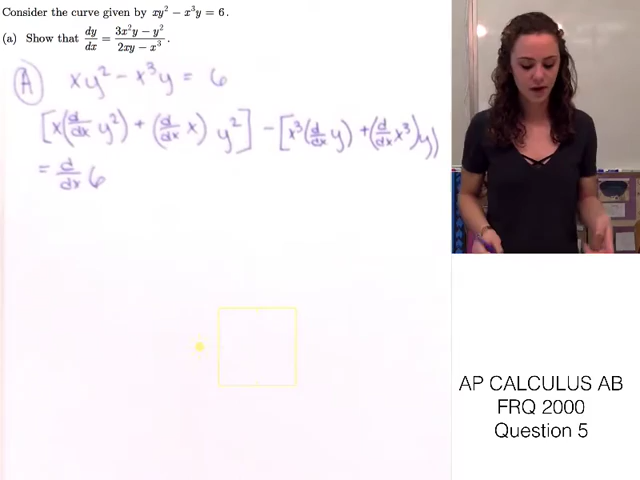 Consider the curve given by xy² − x³y = 6.
(a) Show that dy/dx = (3x²y − y²)/(2xy − x³).
Ⓐ xy² − x³y = 6
[x(d/dx y²) + (d/dx x) y²] − [x³(d/dx y) + (d/dx x³)y)
= d/dx 6
AP CALCULUS AB
FRQ 2000
Question 5